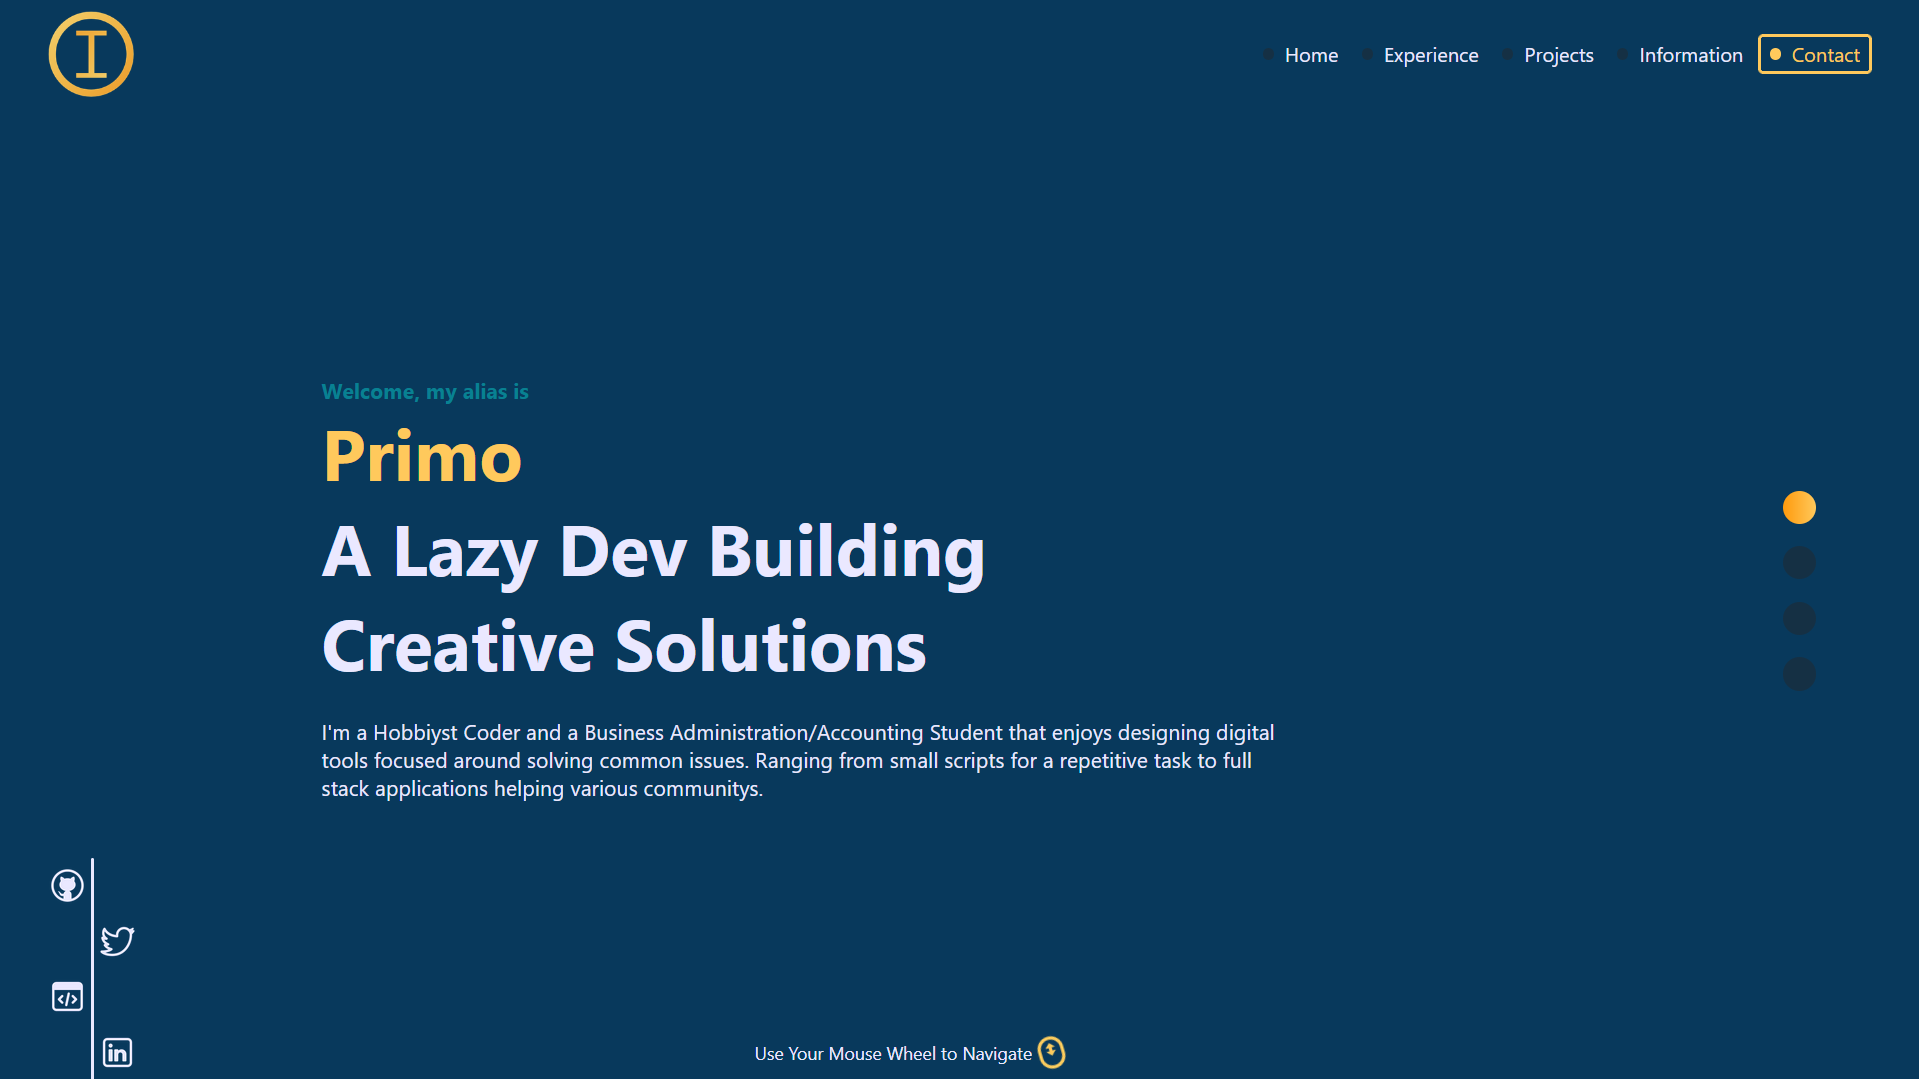 I
Home
Experience
Projects
Information
Contact
Welcome, my alias is
Primo
A Lazy Dev Building
Creative Solutions
I'm a Hobbiyst Coder and a Business Administration/Accounting Student that enjoys designing digital
tools focused around solving common issues. Ranging from small scripts for a repetitive task to full
stack applications helping various communitys.
</>
in
Use Your Mouse Wheel to Navigate